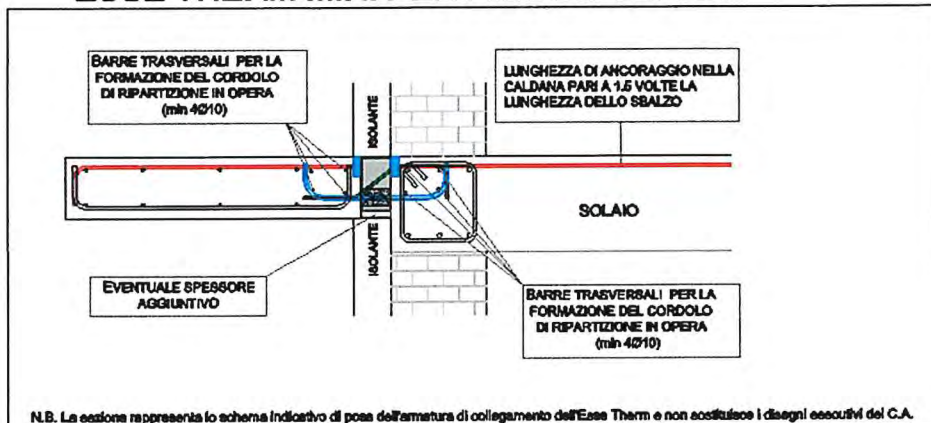 BARRE TRASVERSALI PER LA
FORMAZIONE DEL CORDOLO
DI RIPARTIZIONE IN OPERA
(min 4Ø10)
ISOLANTE
LUNGHEZZA DI ANCORAGGIO NELLA
CALDANA PARI A 1.5 VOLTE LA
LUNGHEZZA DELLO SBALZO
SOLAIO
ISOLANTE
EVENTUALE SPESSORE
AGGIUNTIVO
BARRE TRASVERSALI PER LA
FORMAZIONE DEL CORDOLO
DI RIPARTIZIONE IN OPERA
(min 4Ø10)
N.B. La sezione rappresenta lo schema indicativo di posa dell'armatura di collegamento dell'Esse Therm e non sostituisce i disegni esecutivi del C.A.